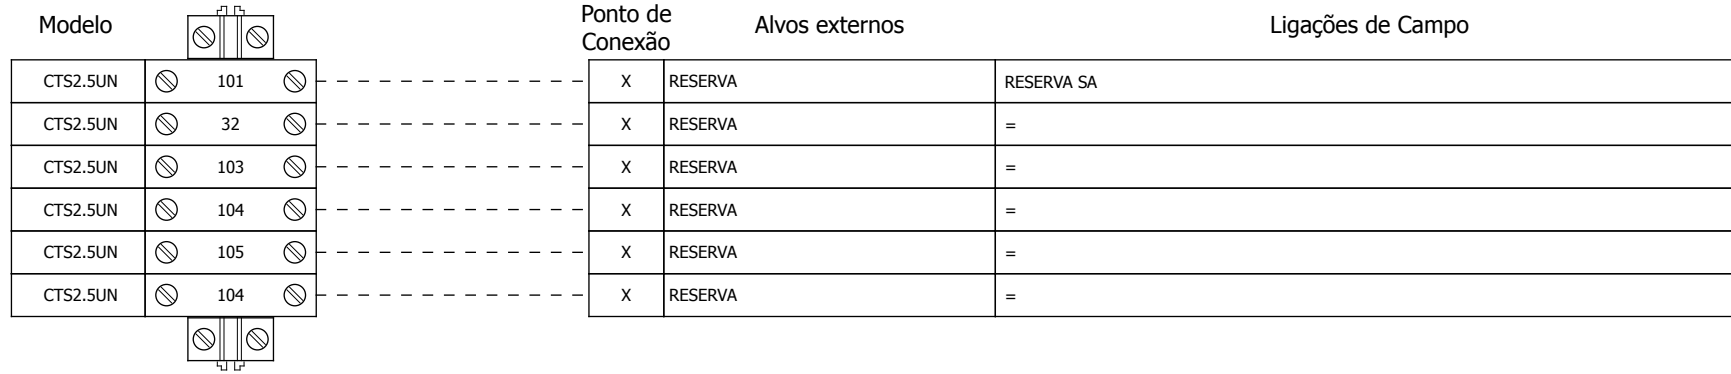 Modelo Ponto de Conexão Alvos externos Ligações de Campo
CTS2.5UN 101 X RESERVA RESERVA SA
CTS2.5UN 32 X RESERVA =
CTS2.5UN 103 X RESERVA =
CTS2.5UN 104 X RESERVA =
CTS2.5UN 105 X RESERVA =
CTS2.5UN 104 X RESERVA =